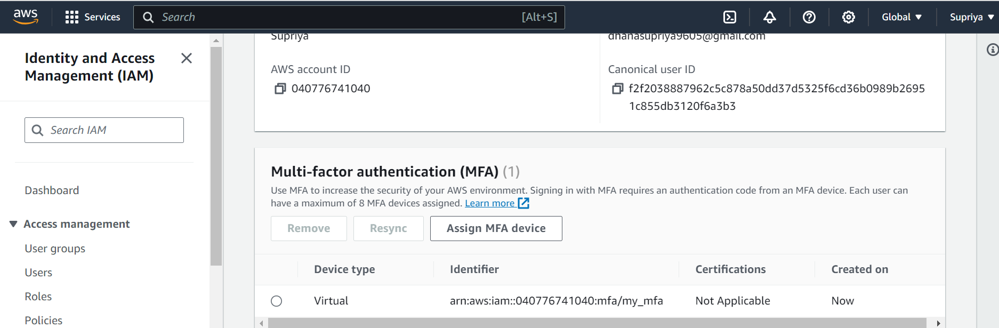 aws Services Search [Alt+S] Global Supriya
Identity and Access
Management (IAM)
Search IAM
Dashboard
Access management
User groups
Users
Roles
Policies
Supriya
dhanasupriya9605@gmail.com
AWS account ID
040776741040
Canonical user ID
f2f2038887962c5c878a50dd37d5325f6cd36b0989b2695
1c855db3120f6a3b3
Multi-factor authentication (MFA) (1)
Use MFA to increase the security of your AWS environment. Signing in with MFA requires an authentication code from an MFA device. Each user can
have a maximum of 8 MFA devices assigned. Learn more
Remove Resync Assign MFA device
Device type Identifier Certifications Created on
Virtual arn:aws:iam::040776741040:mfa/my_mfa Not Applicable Now